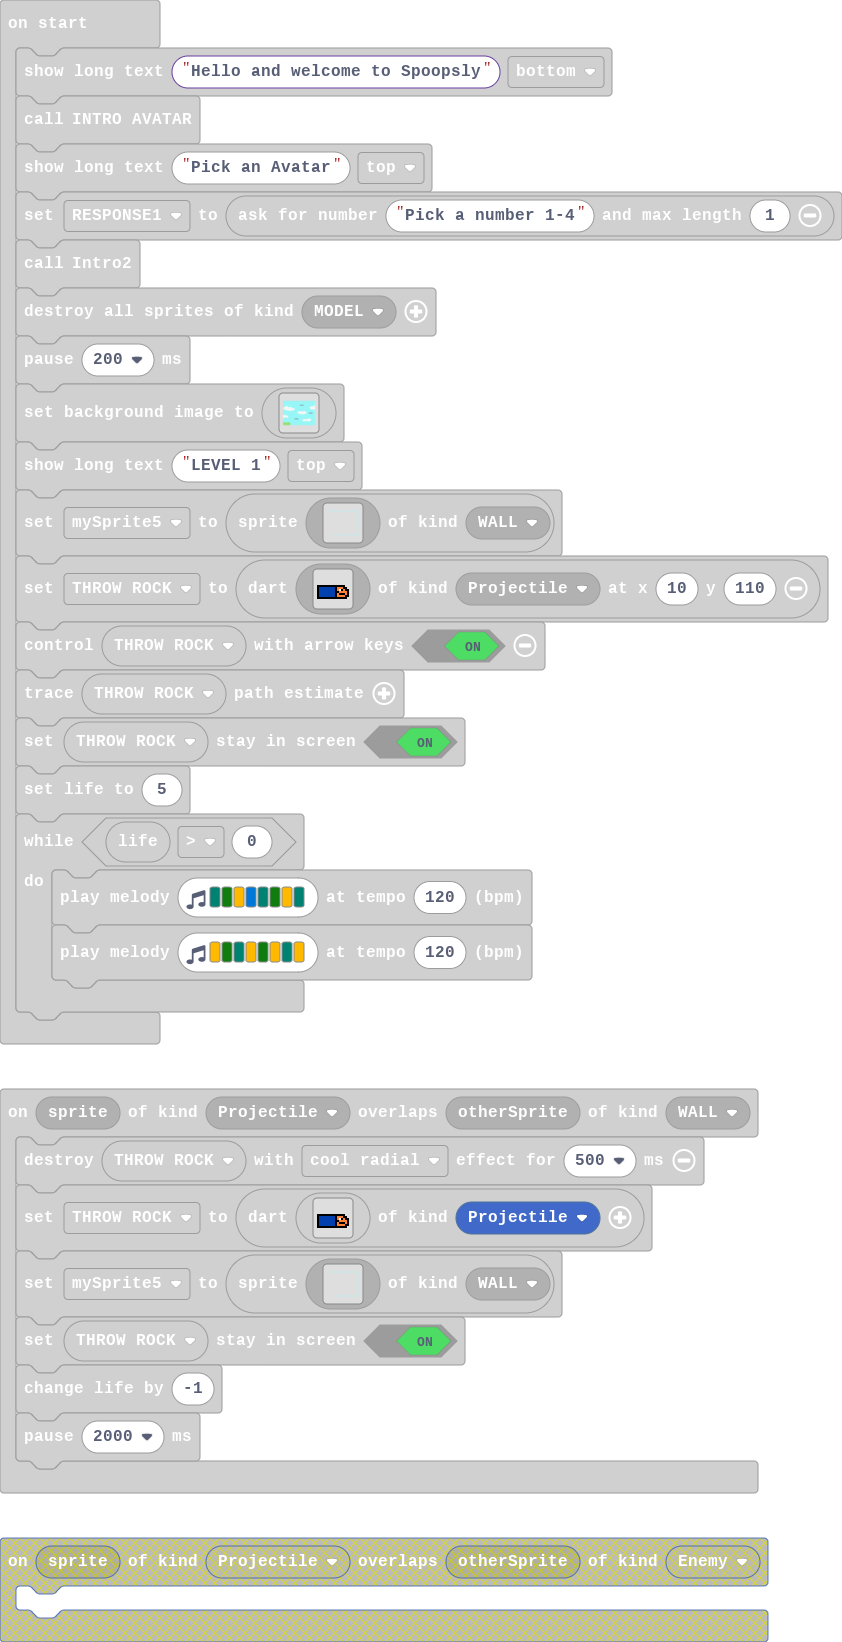 on start
show long text "Hello and welcome to Spoopsly" bottom
call INTRO AVATAR
show long text "Pick an Avatar" top
set RESPONSE1 to ask for number "Pick a number 1-4" and max length 1
call Intro2
destroy all sprites of kind MODEL
pause 200 ms
set background image to
show long text "LEVEL 1" top
set mySprite5 to sprite of kind WALL
set THROW ROCK to dart of kind Projectile at x 10 y 110
control THROW ROCK with arrow keys ON
trace THROW ROCK path estimate
set THROW ROCK stay in screen ON
set life to 5
while life > 0
do
play melody at tempo 120 (bpm)
play melody at tempo 120 (bpm)
on sprite of kind Projectile overlaps otherSprite of kind WALL
destroy THROW ROCK with cool radial effect for 500 ms
set THROW ROCK to dart of kind Projectile
set mySprite5 to sprite of kind WALL
set THROW ROCK stay in screen ON
change life by -1
pause 2000 ms
on sprite of kind Projectile overlaps otherSprite of kind Enemy